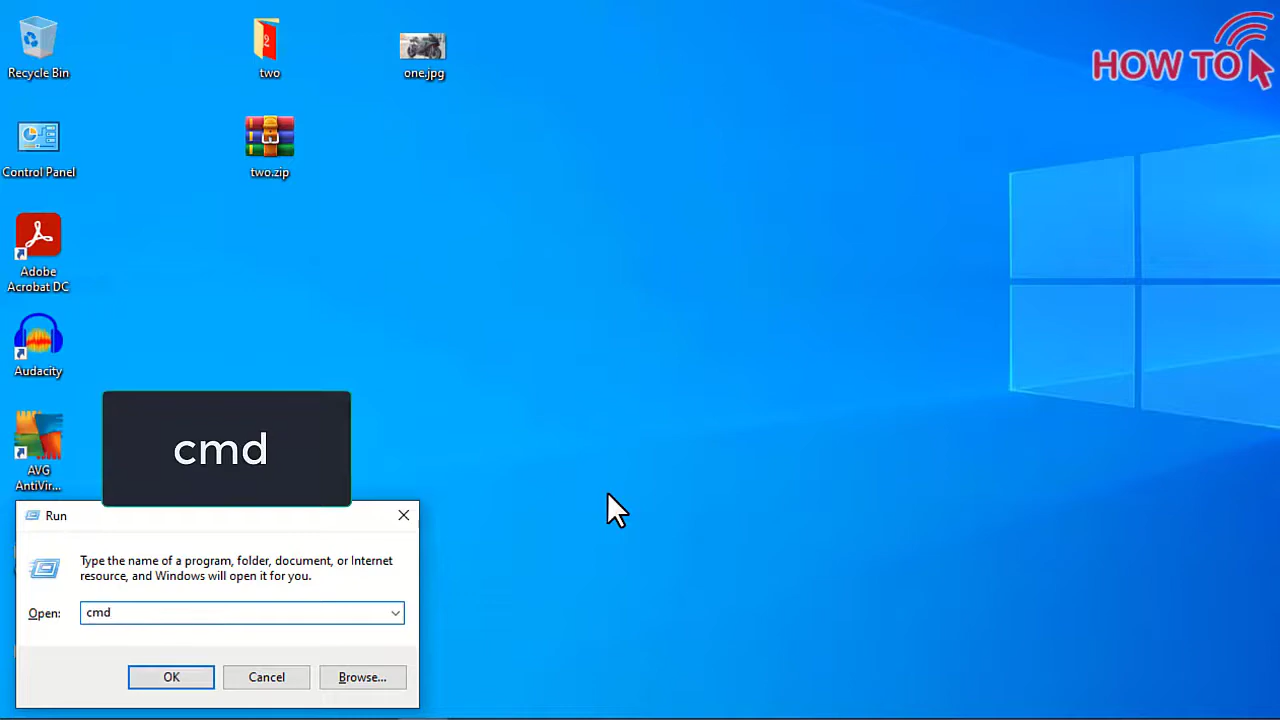 Recycle Bin
two
one.jpg
HOW TO
Control Panel
two.zip
Adobe
Acrobat DC
Audacity
AVG
AntiVir...
cmd
Run
Type the name of a program, folder, document, or Internet
resource, and Windows will open it for you.
Open: cmd
OK Cancel Browse...